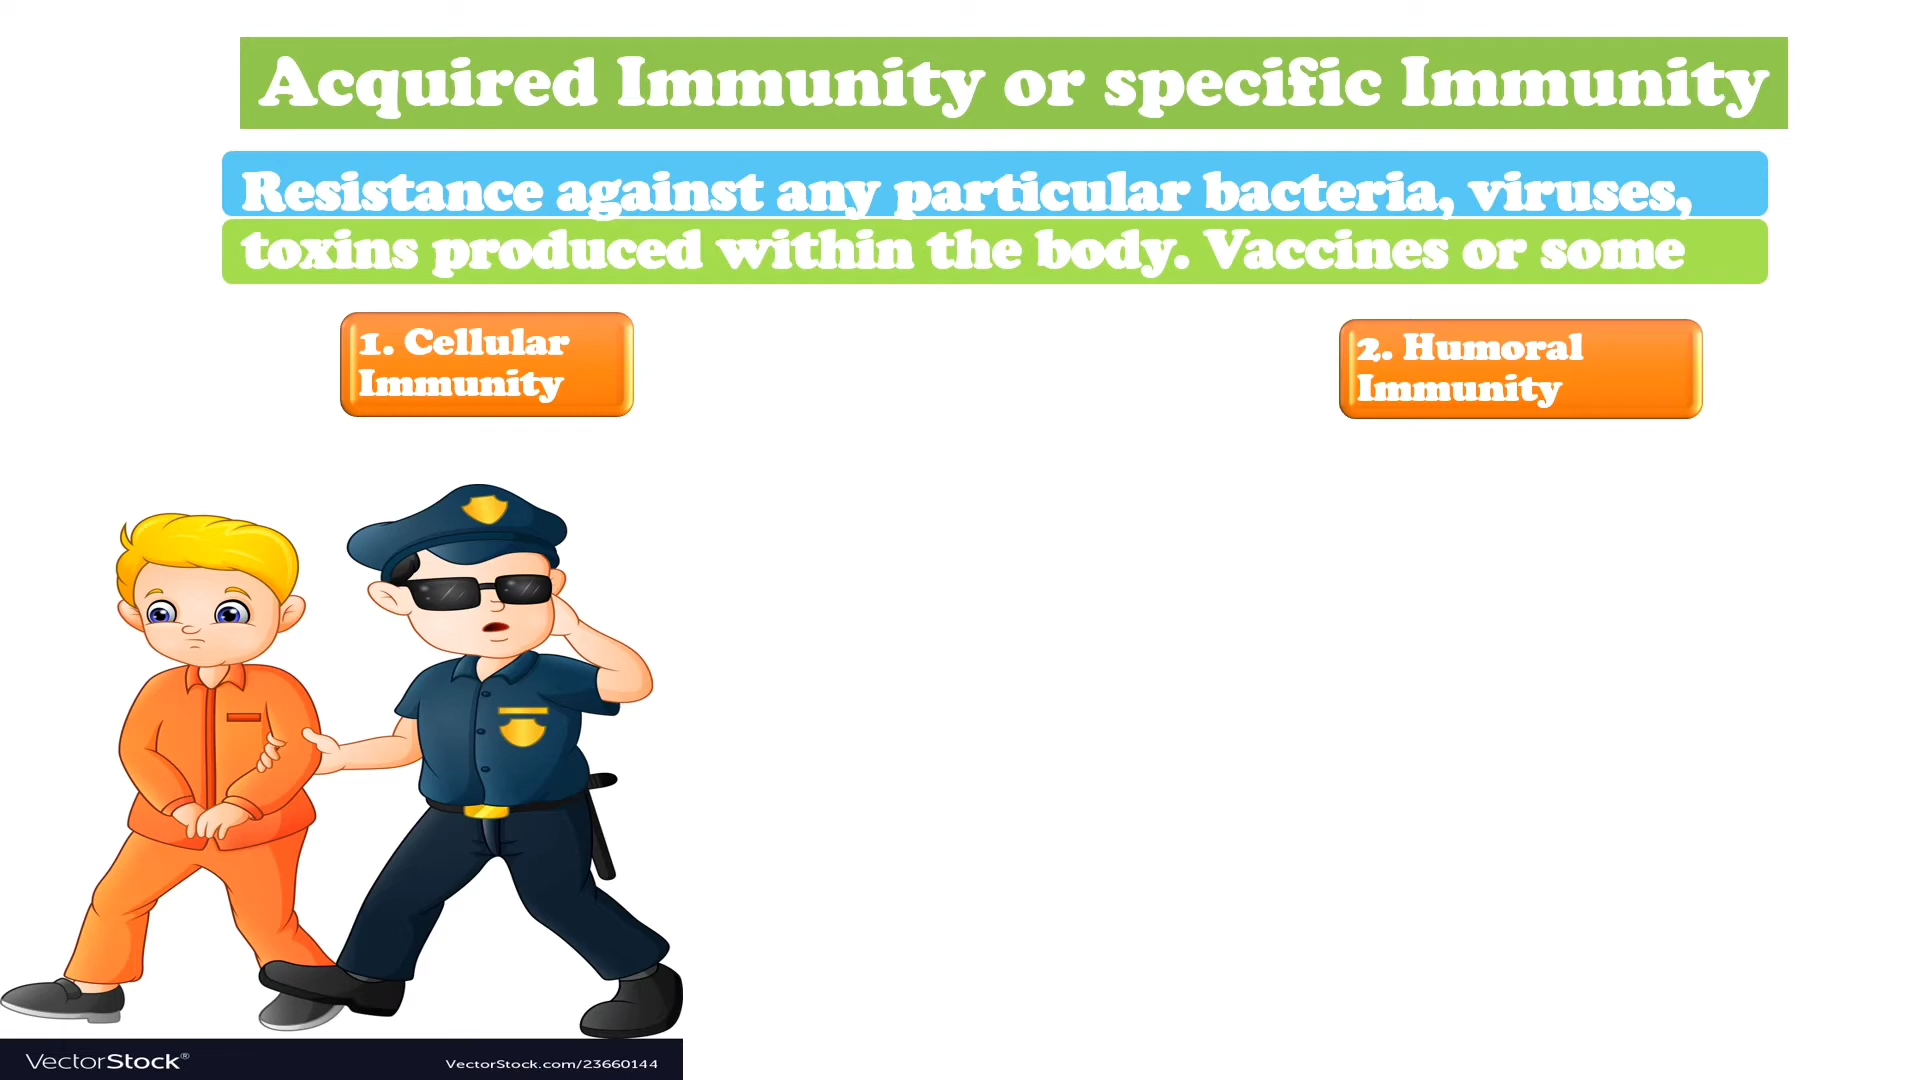 Acquired Immunity or specific Immunity
Resistance against any particular bacteria, viruses,
toxins produced within the body. Vaccines or some
1. Cellular
Immunity
2. Humoral
Immunity
VectorStock®
VectorStock.com/23660144